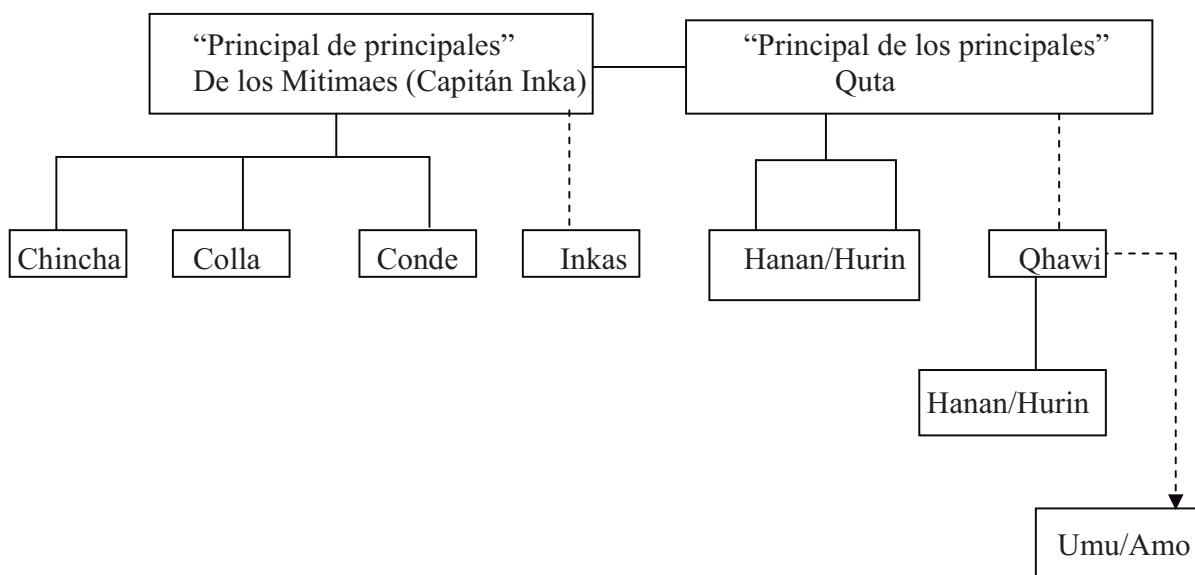 “Principal de principales”
De los Mitimaes (Capitán Inka)
“Principal de los principales”
Quta
Chincha
Colla
Conde
Inkas
Hanan/Hurin
Qhawi
Hanan/Hurin
Umu/Amo